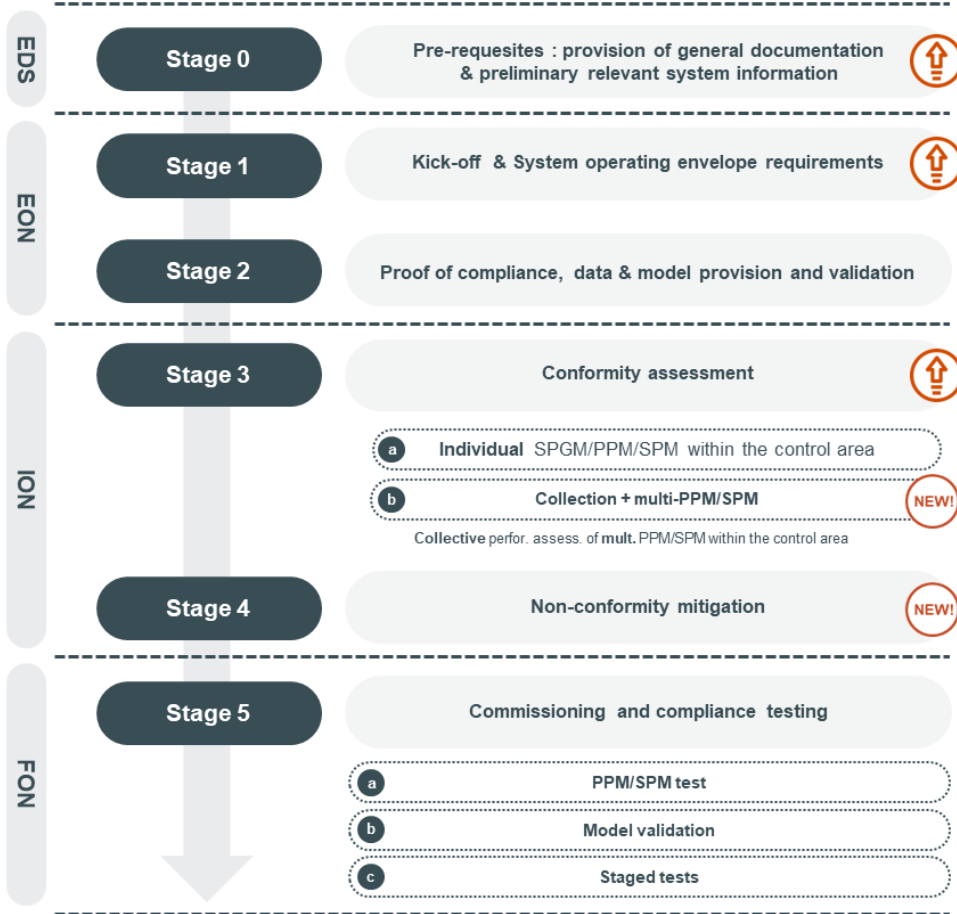 EDS
Stage 0
Pre-requesites : provision of general documentation
& preliminary relevant system information
EON
Stage 1
Kick-off & System operating envelope requirements
Stage 2
Proof of compliance, data & model provision and validation
ION
Stage 3
Conformity assessment
a Individual SPGM/PPM/SPM within the control area
b Collection + multi-PPM/SPM
NEW!
Collective perfor. assess. of mult. PPM/SPM within the control area
Stage 4
Non-conformity mitigation
NEW!
FON
Stage 5
Commissioning and compliance testing
a PPM/SPM test
b Model validation
c Staged tests